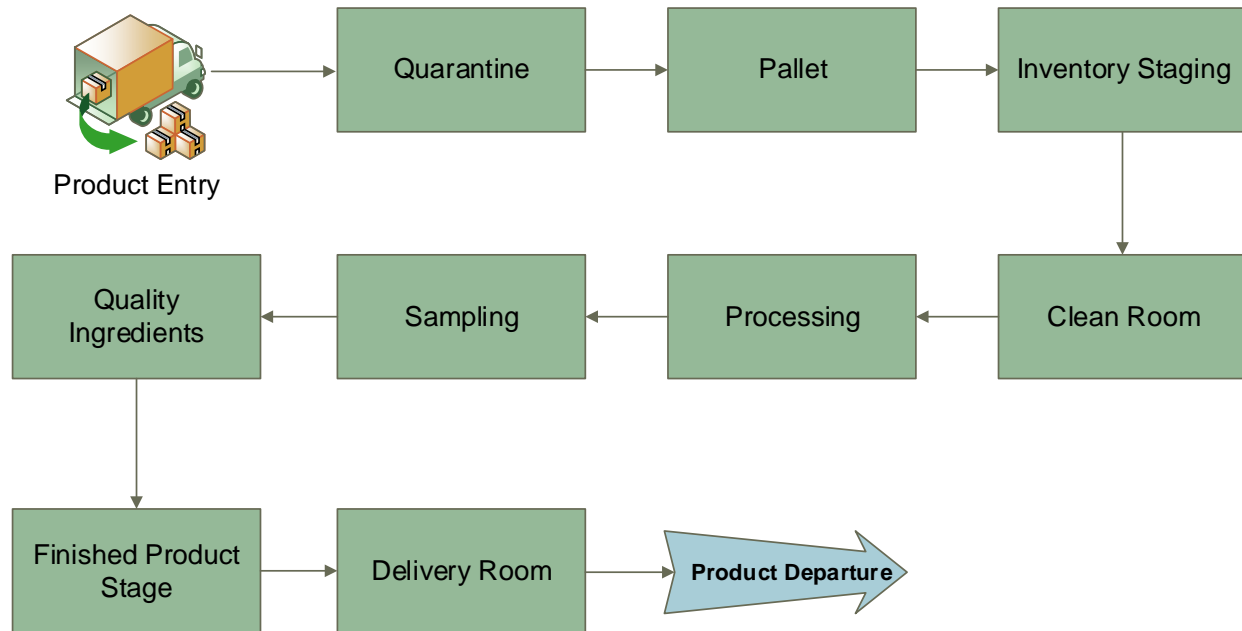 Product Entry
Quarantine
Pallet
Inventory Staging
Clean Room
Processing
Sampling
Quality
Ingredients
Finished Product
Stage
Delivery Room
Product Departure